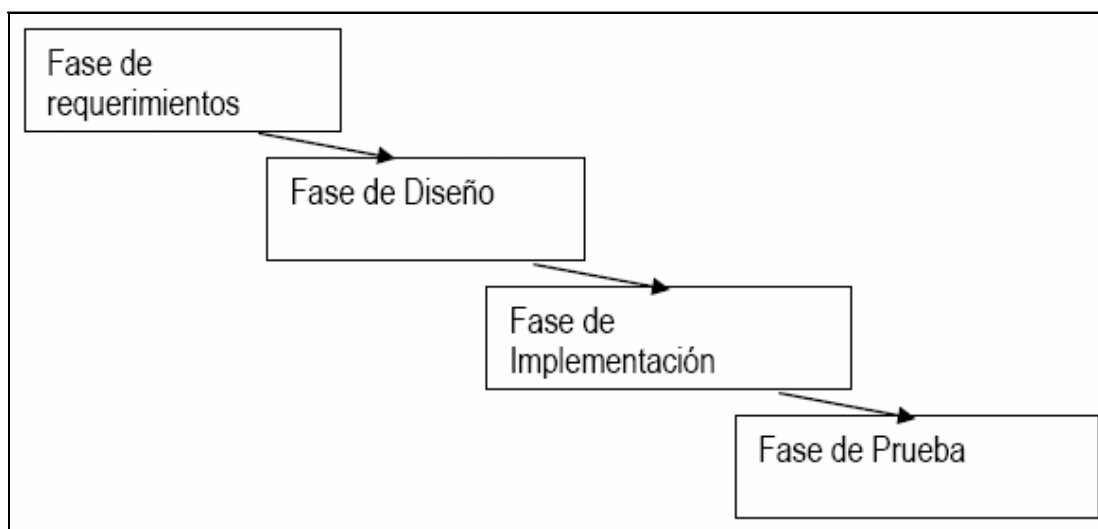 Fase de
requerimientos
Fase de Diseño
Fase de
Implementación
Fase de Prueba